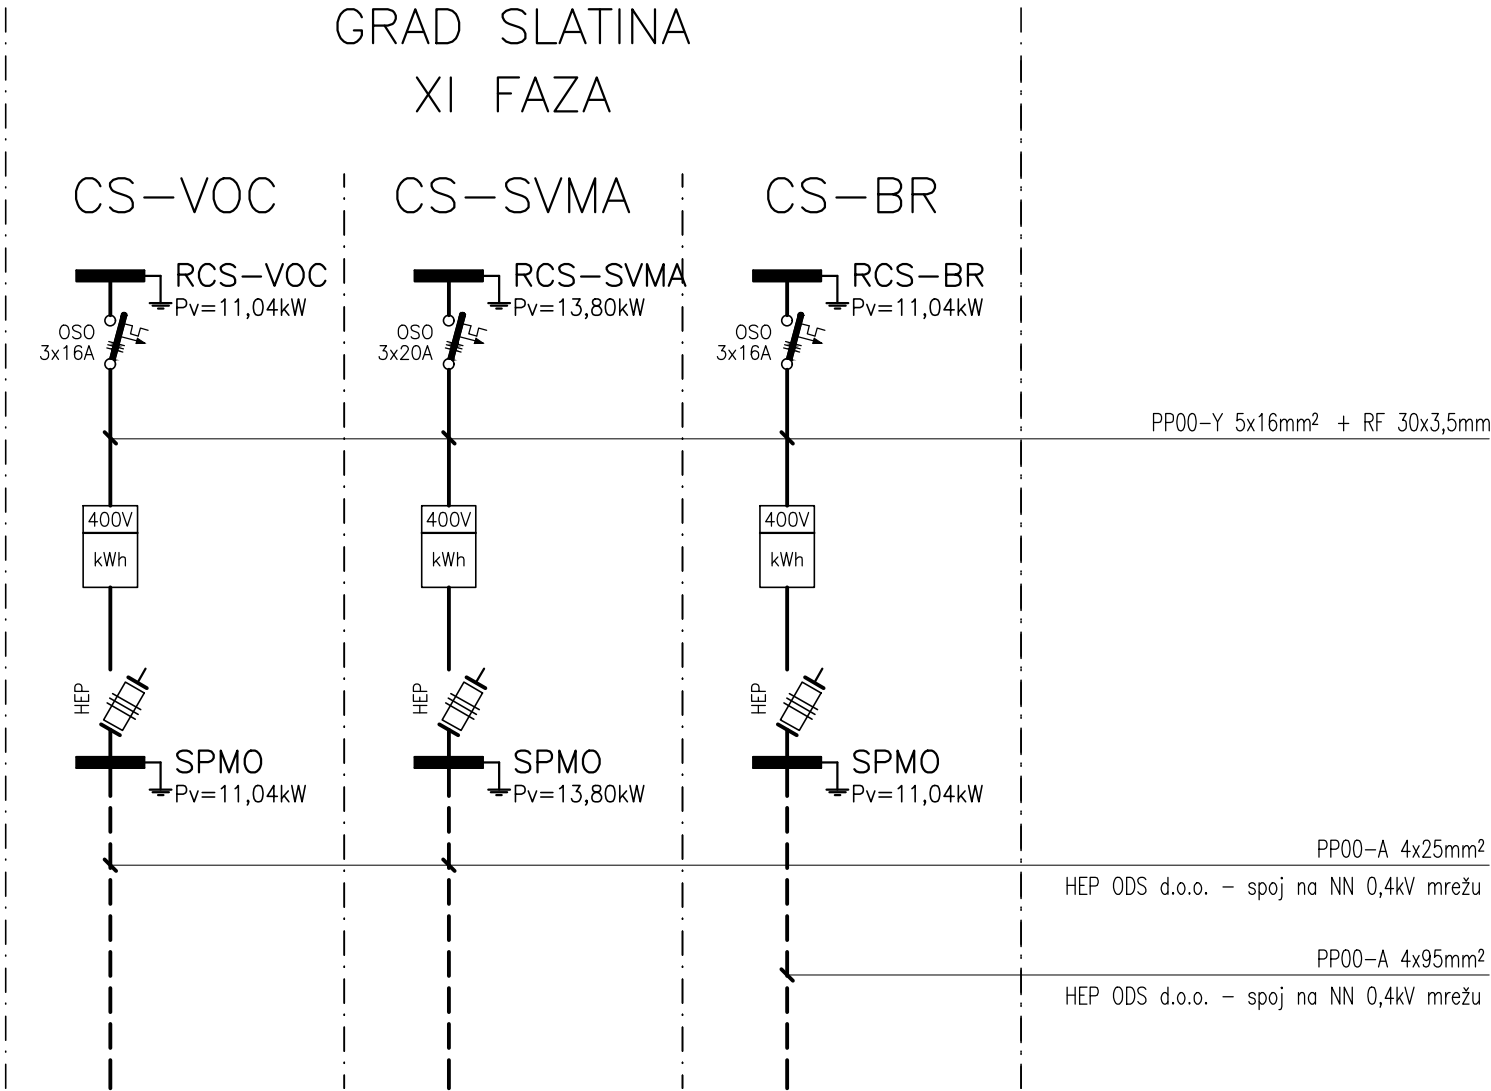 GRAD SLATINA
XI FAZA
CS-VOC
CS-SVMA
CS-BR
RCS-VOC
Pv=11,04kW
OSO
3x16A
RCS-SVMA
Pv=13,80kW
OSO
3x20A
RCS-BR
Pv=11,04kW
OSO
3x16A
PP00-Y 5x16mm² + RF 30x3,5mm
400V
kWh
400V
kWh
400V
kWh
HEP
HEP
HEP
SPMO
Pv=11,04kW
SPMO
Pv=13,80kW
SPMO
Pv=11,04kW
PP00-A 4x25mm²
HEP ODS d.o.o. - spoj na NN 0,4kV mrežu
PP00-A 4x95mm²
HEP ODS d.o.o. - spoj na NN 0,4kV mrežu